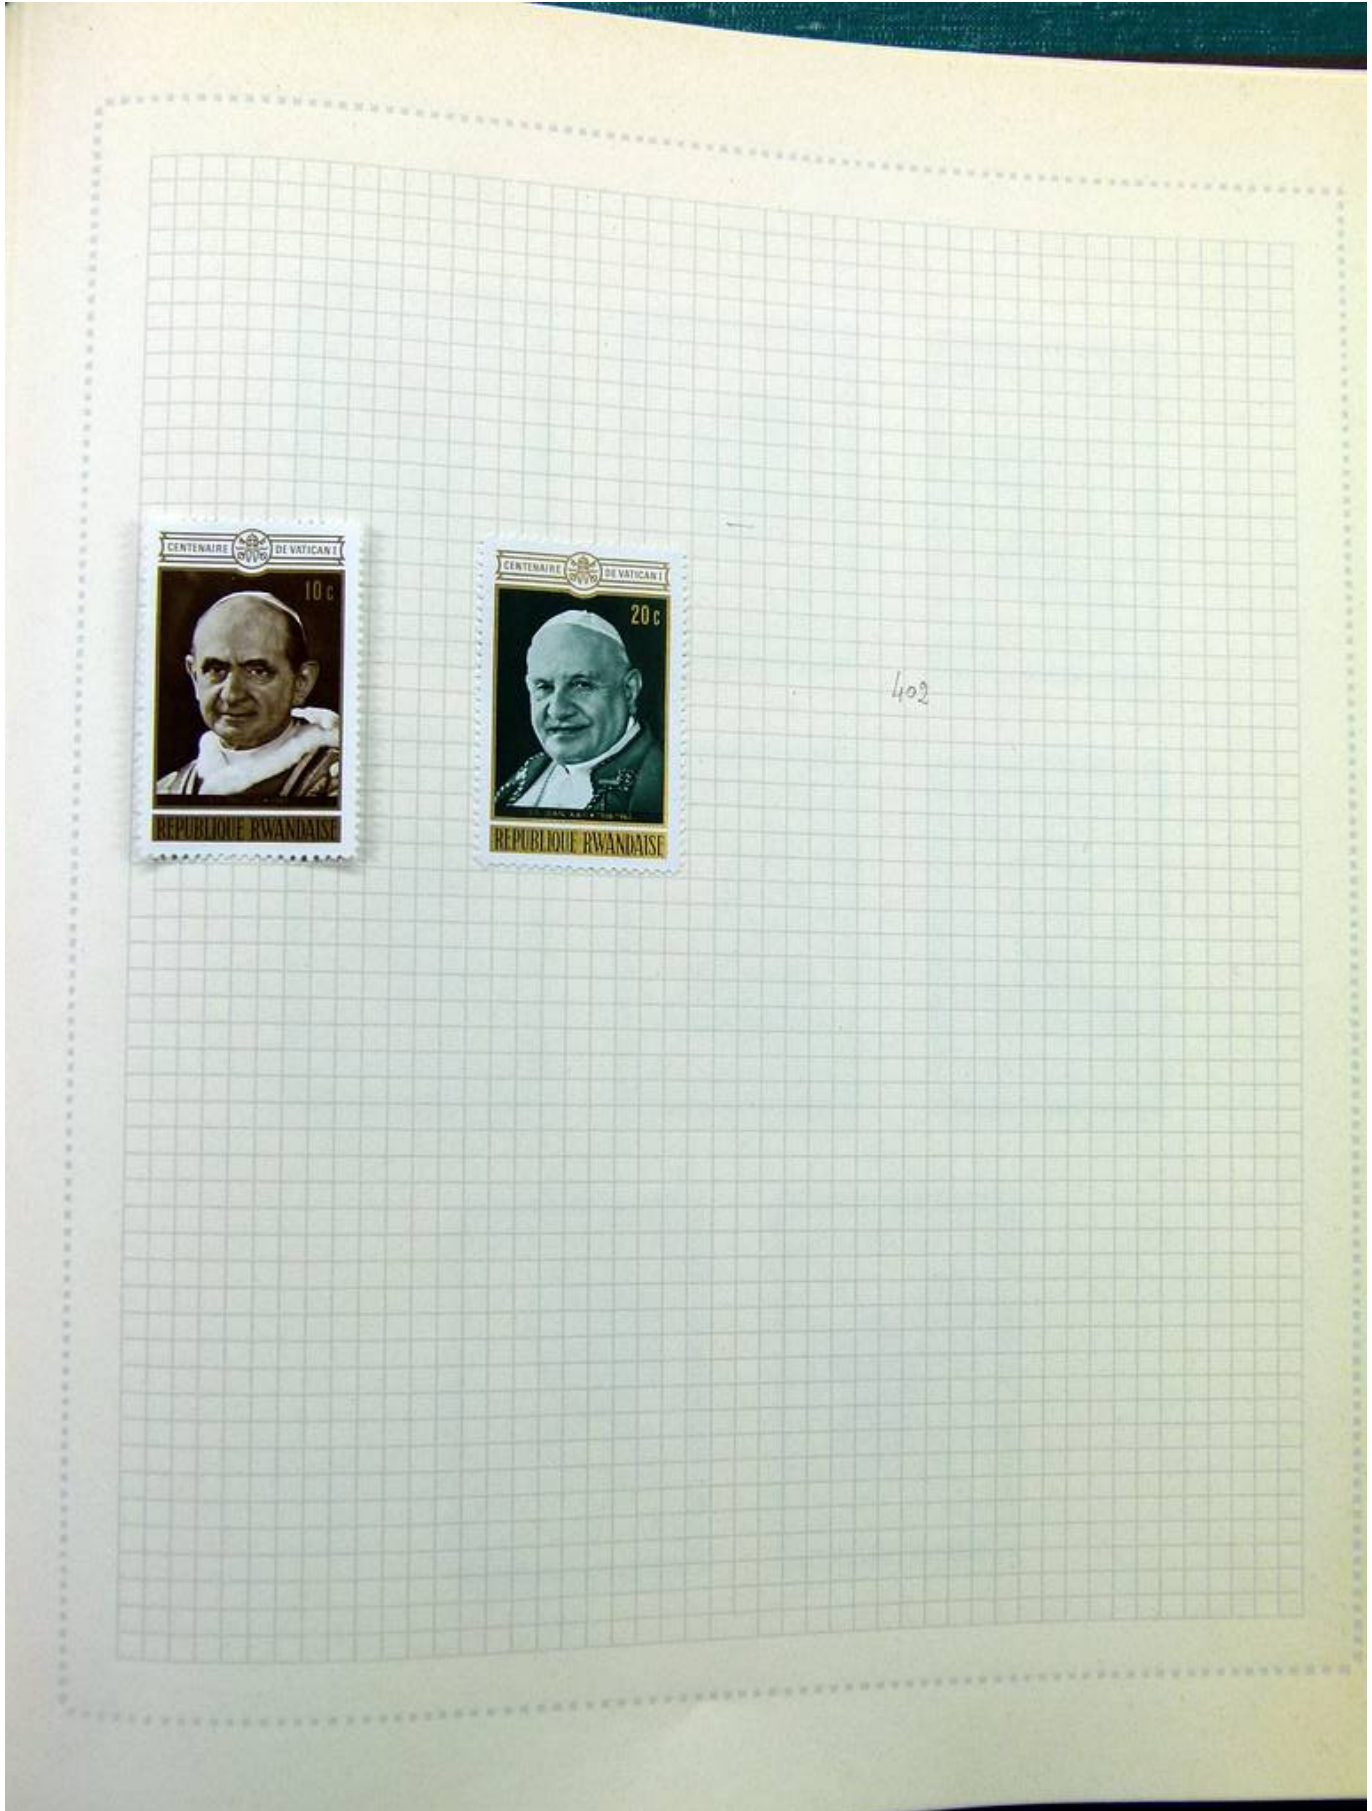 CENTENAIRE DE VATICAN I
10c
REPUBLIQUE RWANDAISE
CENTENAIRE DE VATICAN I
20c
REPUBLIQUE RWANDAISE
402